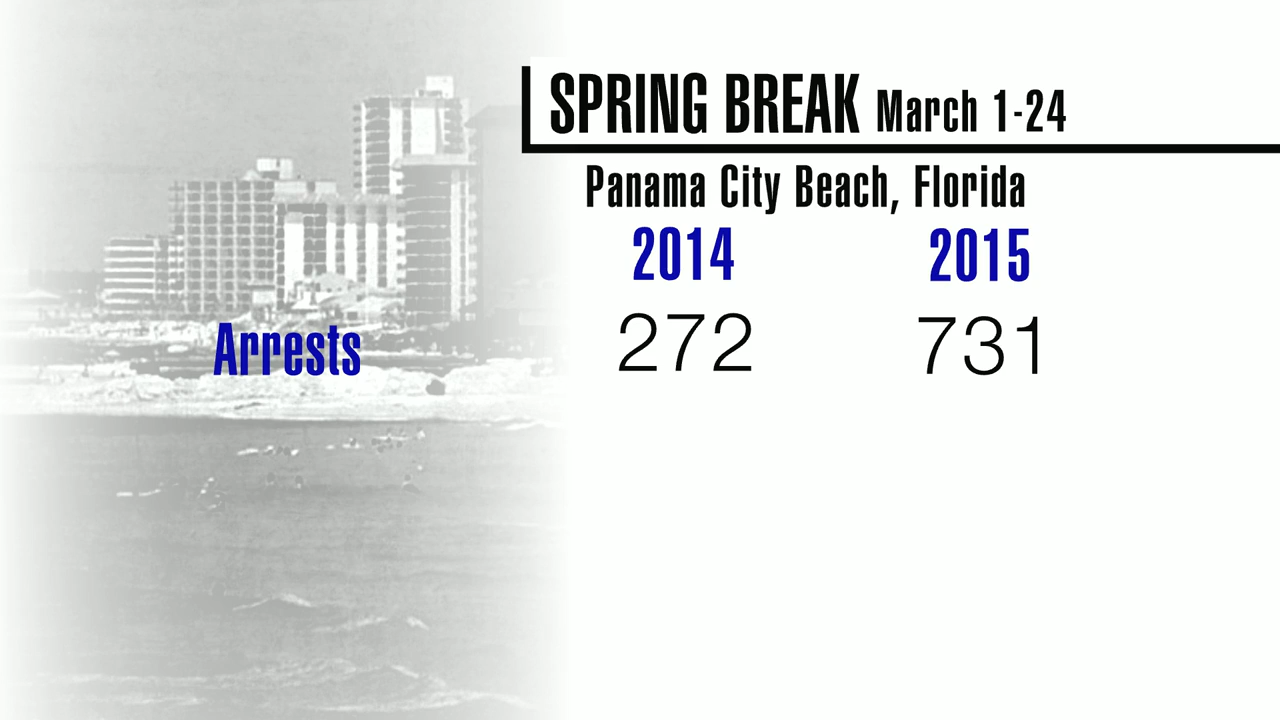 SPRING BREAK March 1-24
Panama City Beach, Florida
2014 2015
Arrests 272 731